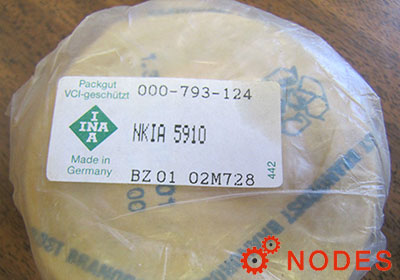 Packgut
VCI-geschützt 000-793-124
INA
NKIA 5910
Made in
Germany
BZ 01 02M728
442
NODES